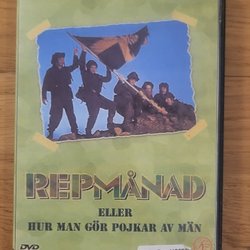 REPMÅNAD
ELLER
HUR MAN GÖR POJKAR AV MÄN
DVD